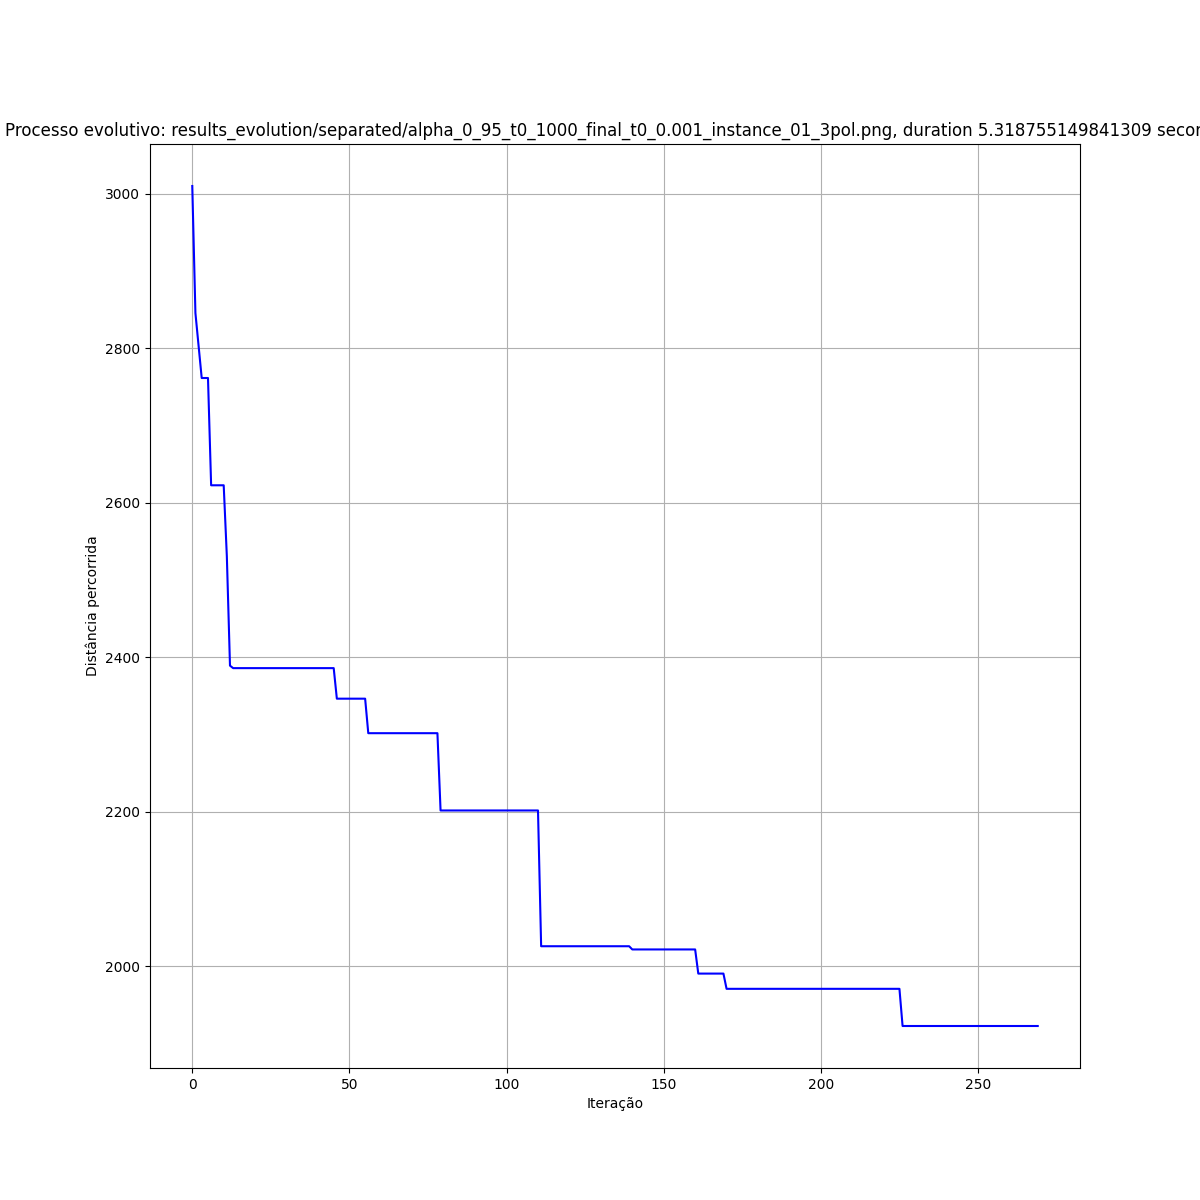 Processo evolutivo: results_evolution/separated/alpha_0_95_t0_1000_final_t0_0.001_instance_01_3pol.png, duration 5.318755149841309
3000
2800
2600
2400
2200
2000
Distância percorrida
0 50 100 150 200 250
Iteração